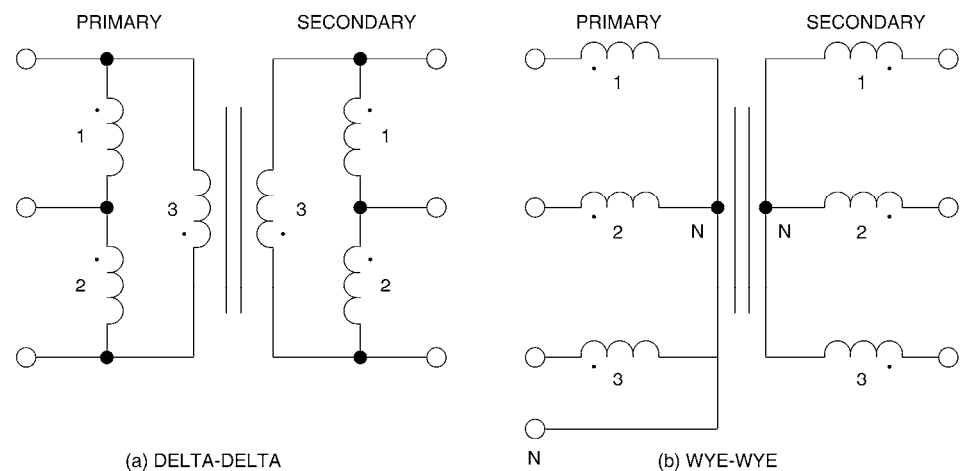 PRIMARY SECONDARY PRIMARY SECONDARY
1 1 1 1
3 3 2 N N 2
2 2
3 3
N
(a) DELTA-DELTA (b) WYE-WYE